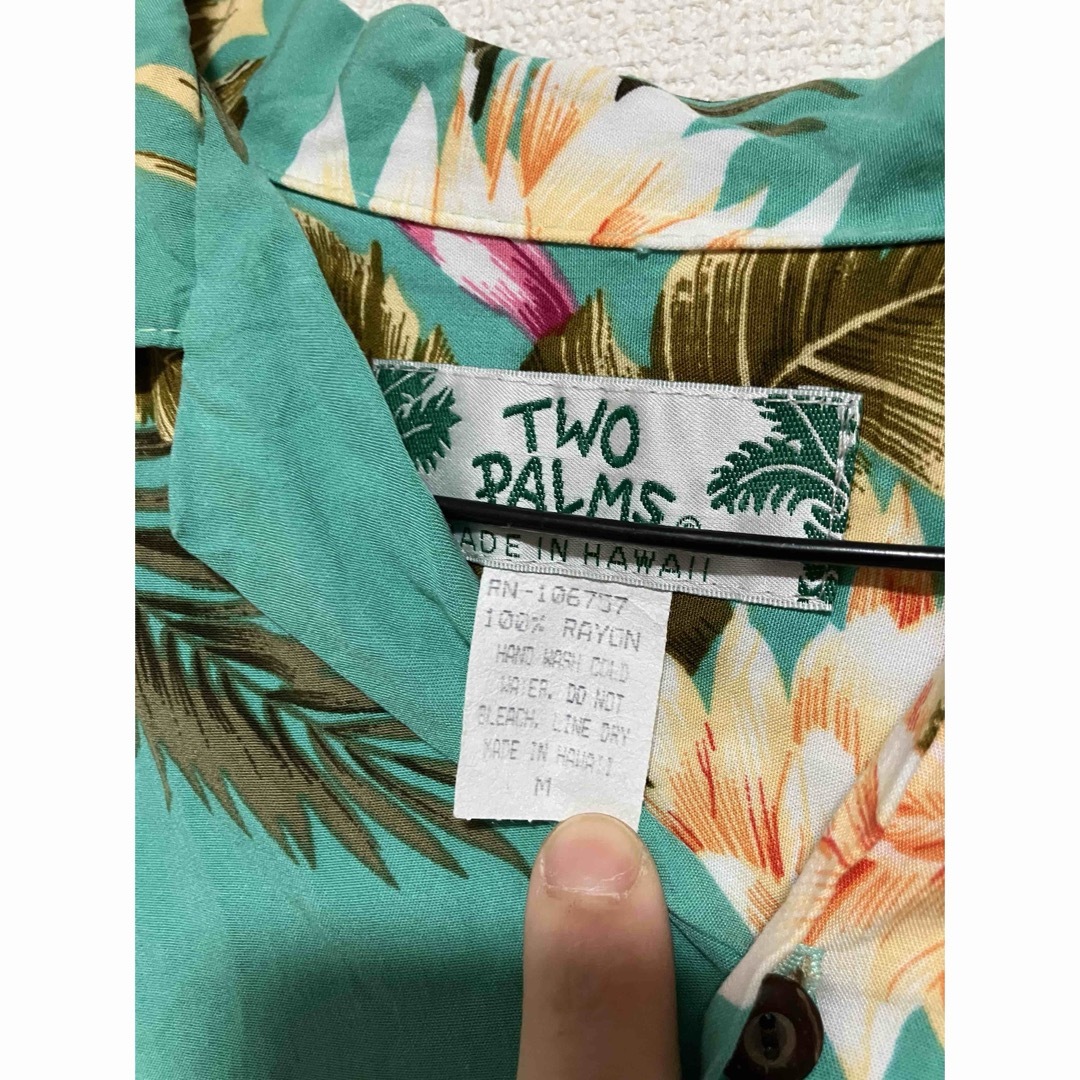 TWO
PALMS®
MADE IN HAWAII
RN-106757
100% RAYON
HAND WASH COLD
WATER. DO NOT
BLEACH. LINE DRY
MADE IN HAWAII
M